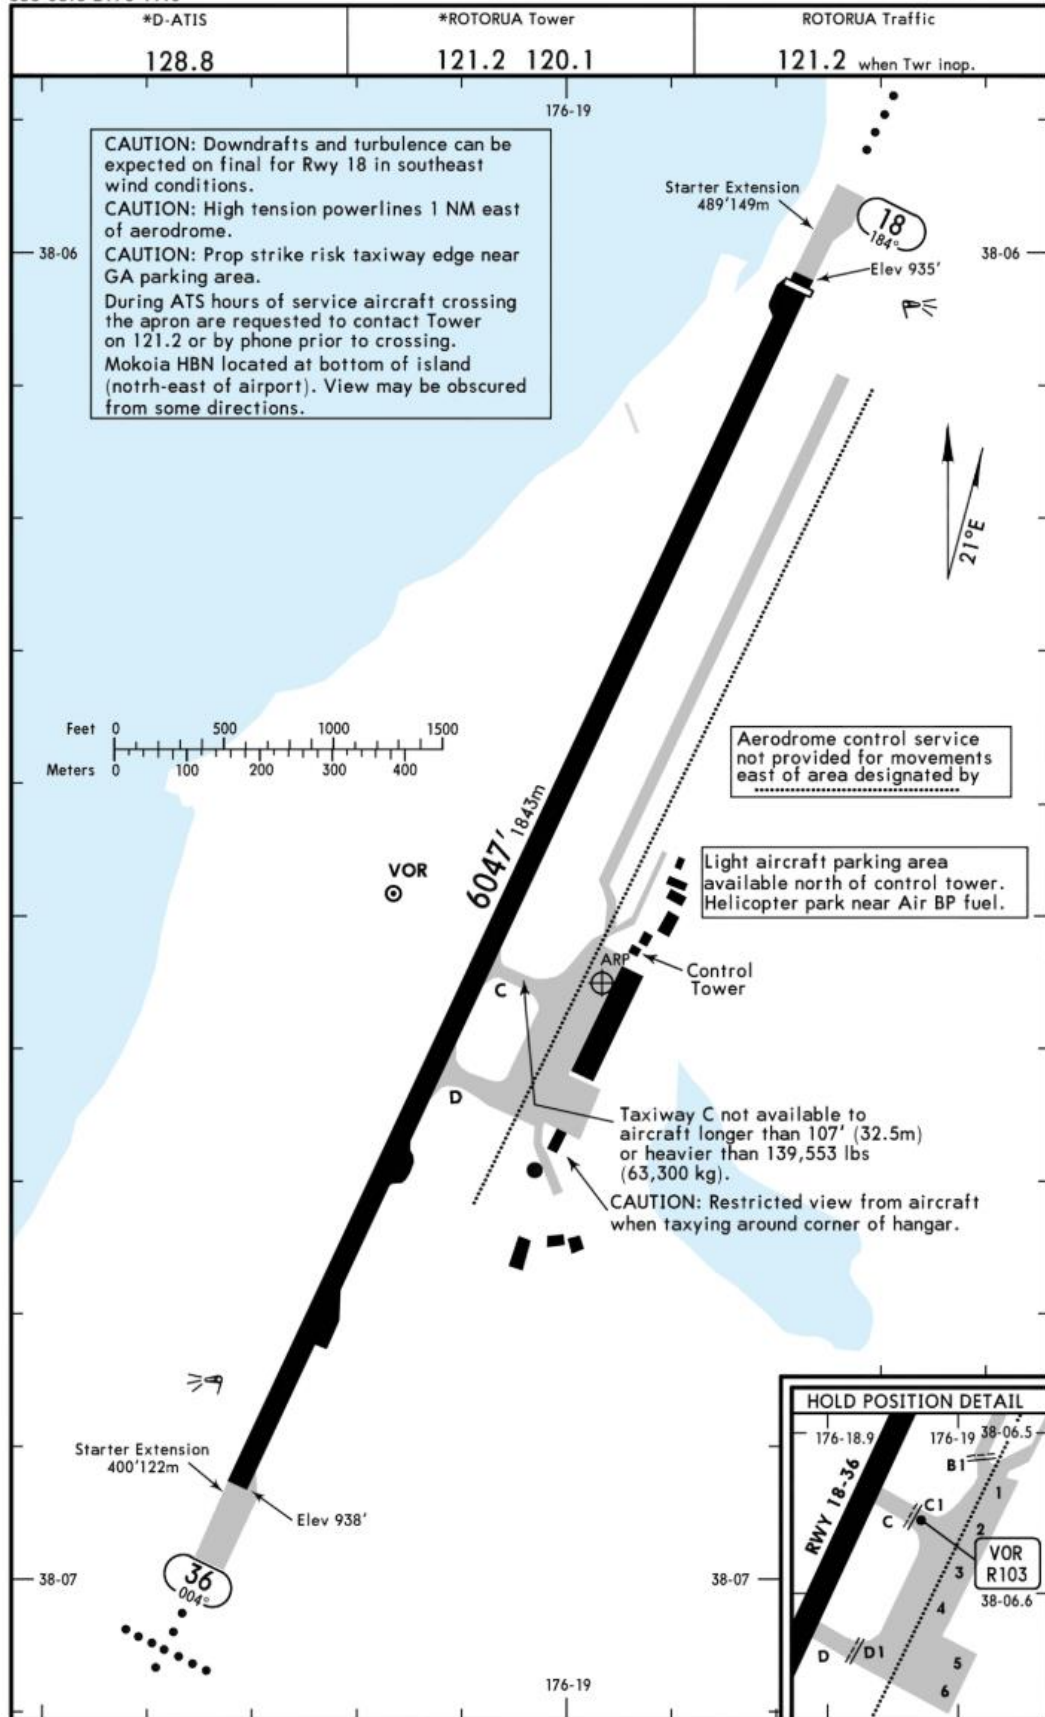 *D-ATIS
128.8
*ROTORUA Tower
121.2 120.1
ROTORUA Traffic
121.2 when Twr inop.
176-19
CAUTION: Downdrafts and turbulence can be
expected on final for Rwy 18 in southeast
wind conditions.
CAUTION: High tension powerlines 1 NM east
of aerodrome.
CAUTION: Prop strike risk taxiway edge near
GA parking area.
During ATS hours of service aircraft crossing
the apron are requested to contact Tower
on 121.2 or by phone prior to crossing.
Mokoia HBN located at bottom of island
(notrh-east of airport). View may be obscured
from some directions.
Starter Extension
489'149m
18
184°
38-06
38-06
Elev 935'
21°E
Feet 0 500 1000 1500
Meters 0 100 200 300 400
Aerodrome control service
not provided for movements
east of area designated by
6047' 1843m
VOR
Light aircraft parking area
available north of control tower.
Helicopter park near Air BP fuel.
ARP
Control
Tower
C
D
Taxiway C not available to
aircraft longer than 107' (32.5m)
or heavier than 139,553 lbs
(63,300 kg).
CAUTION: Restricted view from aircraft
when taxying around corner of hangar.
Starter Extension
400'122m
Elev 938'
36
004°
38-07
38-07
176-19
HOLD POSITION DETAIL
176-18.9
176-19
38-06.5
RWY 18-36
B1
1
C
C1
2
VOR
R103
3
38-06.6
4
D
D1
5
6